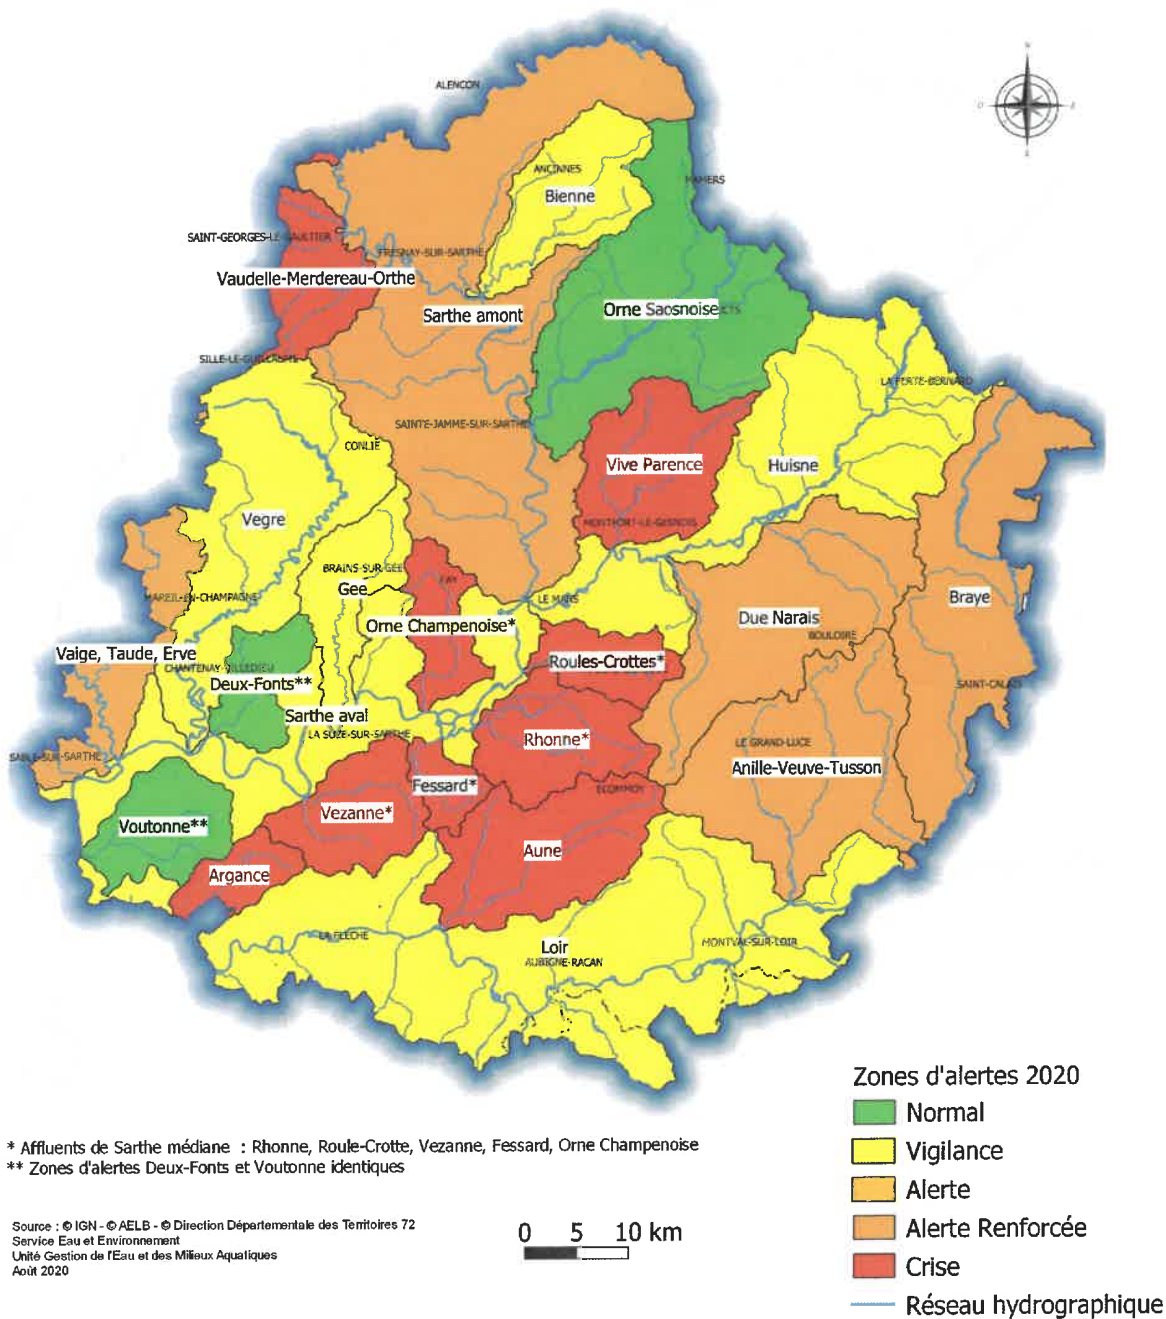 N
ALENCON
O
E
S
ANCINNES
Bienne
MAMERS
SAINT-GEORGES-LE-GAULTIER
FRESNAY-SUR-SARTHE
Vaudelle-Merdereau-Orthe
Sarthe amont
Orne Saosnoise
SILLE-LE-GUILLAUME
LA FERTE-BERNARD
SAINTE-JAMME-SUR-SARTHE
CONLIE
Vive Parence
Huisne
Vegre
MONTFORT-LE-GESNOIS
BRAINS-SUR-GEE
FAY
Gee
MAREIL-EN-CHAMPAGNE
LE MANS
Braye
Orne Champenoise*
Due Narais
BOULOIRE
Vaige, Taude, Erve
CHANTENAY-VILLEDIEU
Roules-Crottes*
Deux-Fonts**
SAINT-CALAIS
Sarthe aval
LA SUZE-SUR-SARTHE
Rhonne*
LE GRAND-LUCE
SABLE-SUR-SARTHE
Anille-Veuve-Tusson
Fessard*
ECOMMOY
Vezanne*
Voutonne**
Aune
Argance
LA FLECHE
Loir
MONTVAL-SUR-LOIR
AUBIGNE-RACAN
Zones d'alertes 2020
Normal
Vigilance
Alerte
Alerte Renforcée
Crise
Réseau hydrographique
* Affluents de Sarthe médiane : Rhonne, Roule-Crotte, Vezanne, Fessard, Orne Champenoise
** Zones d'alertes Deux-Fonts et Voutonne identiques
Source : © IGN - © AELB - © Direction Départementale des Territoires 72
Service Eau et Environnement
Unité Gestion de l'Eau et des Milieux Aquatiques
Août 2020
0 5 10 km